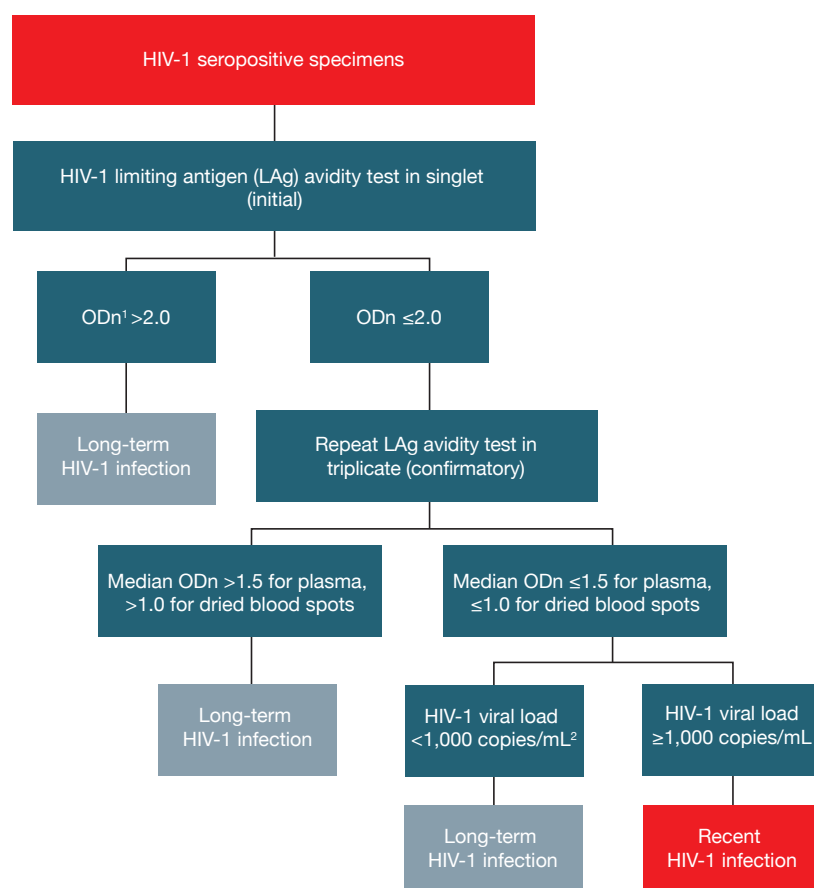 HIV-1 seropositive specimens
HIV-1 limiting antigen (LAg) avidity test in singlet
(initial)
ODn¹ >2.0
ODn ≤2.0
Long-term
HIV-1 infection
Repeat LAg avidity test in
triplicate (confirmatory)
Median ODn >1.5 for plasma,
>1.0 for dried blood spots
Median ODn ≤1.5 for plasma,
≤1.0 for dried blood spots
Long-term
HIV-1 infection
HIV-1 viral load
<1,000 copies/mL²
HIV-1 viral load
≥1,000 copies/mL
Long-term
HIV-1 infection
Recent
HIV-1 infection